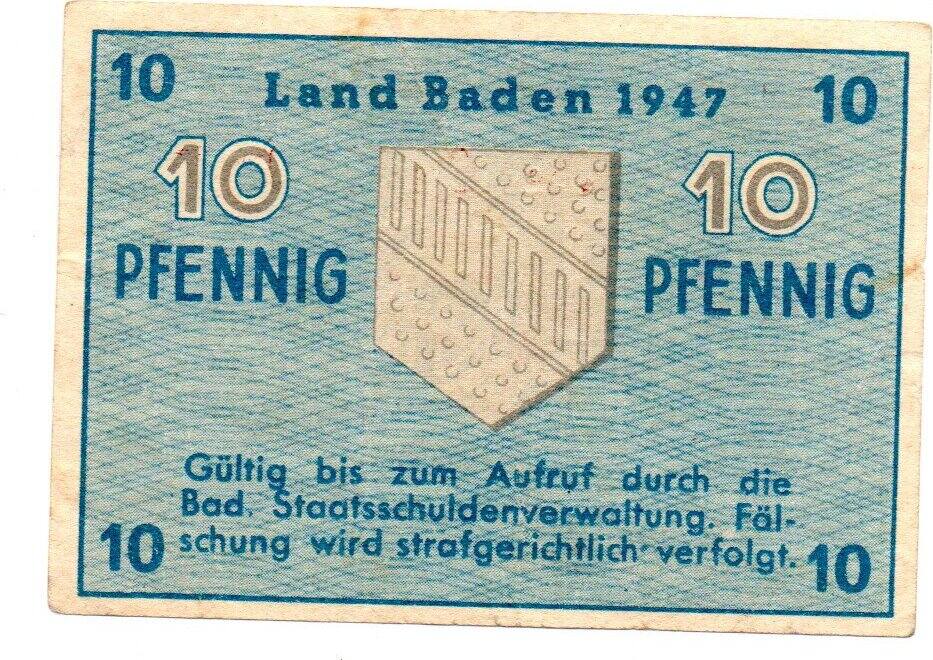 10
Land Baden 1947
10
10
10
PFENNIG
PFENNIG
Gültig bis zum Aufruf durch die
Bad. Staatsschuldenverwaltung. Fäl-
schung wird strafgerichtlich verfolgt.
10
10